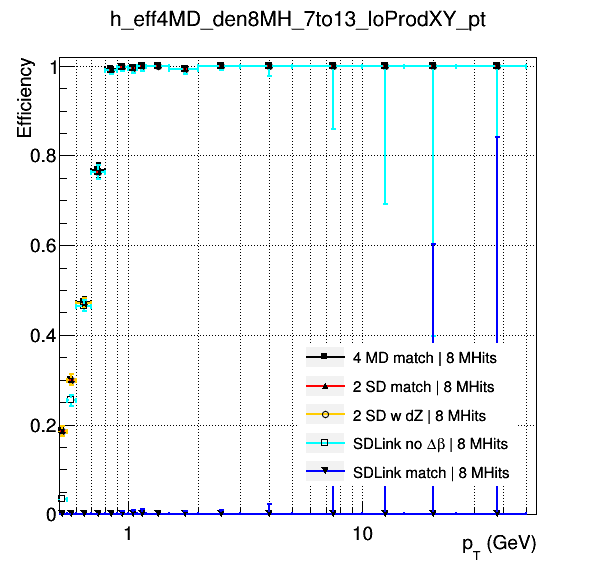 h_eff4MD_den8MH_7to13_loProdXY_pt
Efficiency
1
0.8
0.6
0.4
0.2
0
4 MD match | 8 MHits
2 SD match | 8 MHits
2 SD w dZ | 8 MHits
SDLink no Δβ | 8 MHits
SDLink match | 8 MHits
1
10
p_T (GeV)